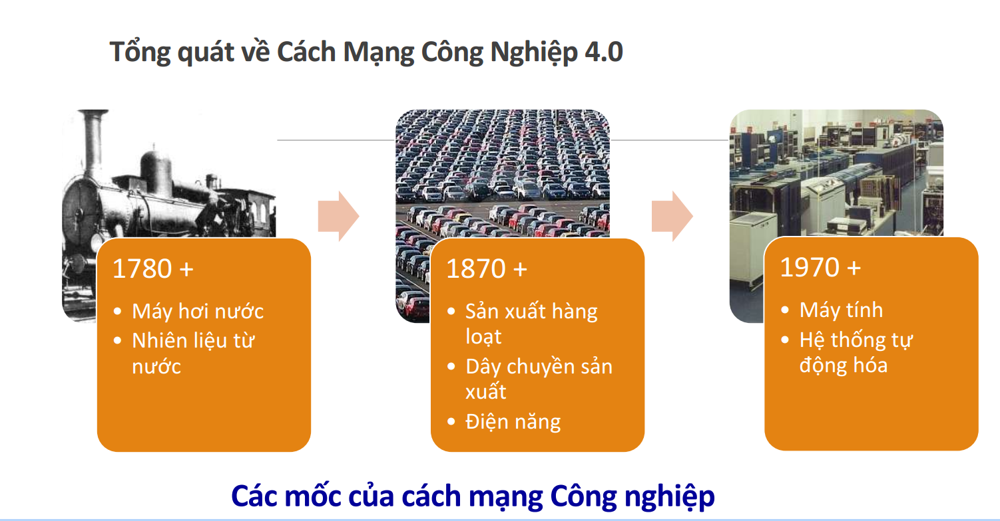 Tổng quát về Cách Mạng Công Nghiệp 4.0
1780 +
• Máy hơi nước
• Nhiên liệu từ
nước
1870 +
• Sản xuất hàng
loạt
• Dây chuyền sản
xuất
• Điện năng
1970 +
• Máy tính
• Hệ thống tự
động hóa
Các mốc của cách mạng Công nghiệp